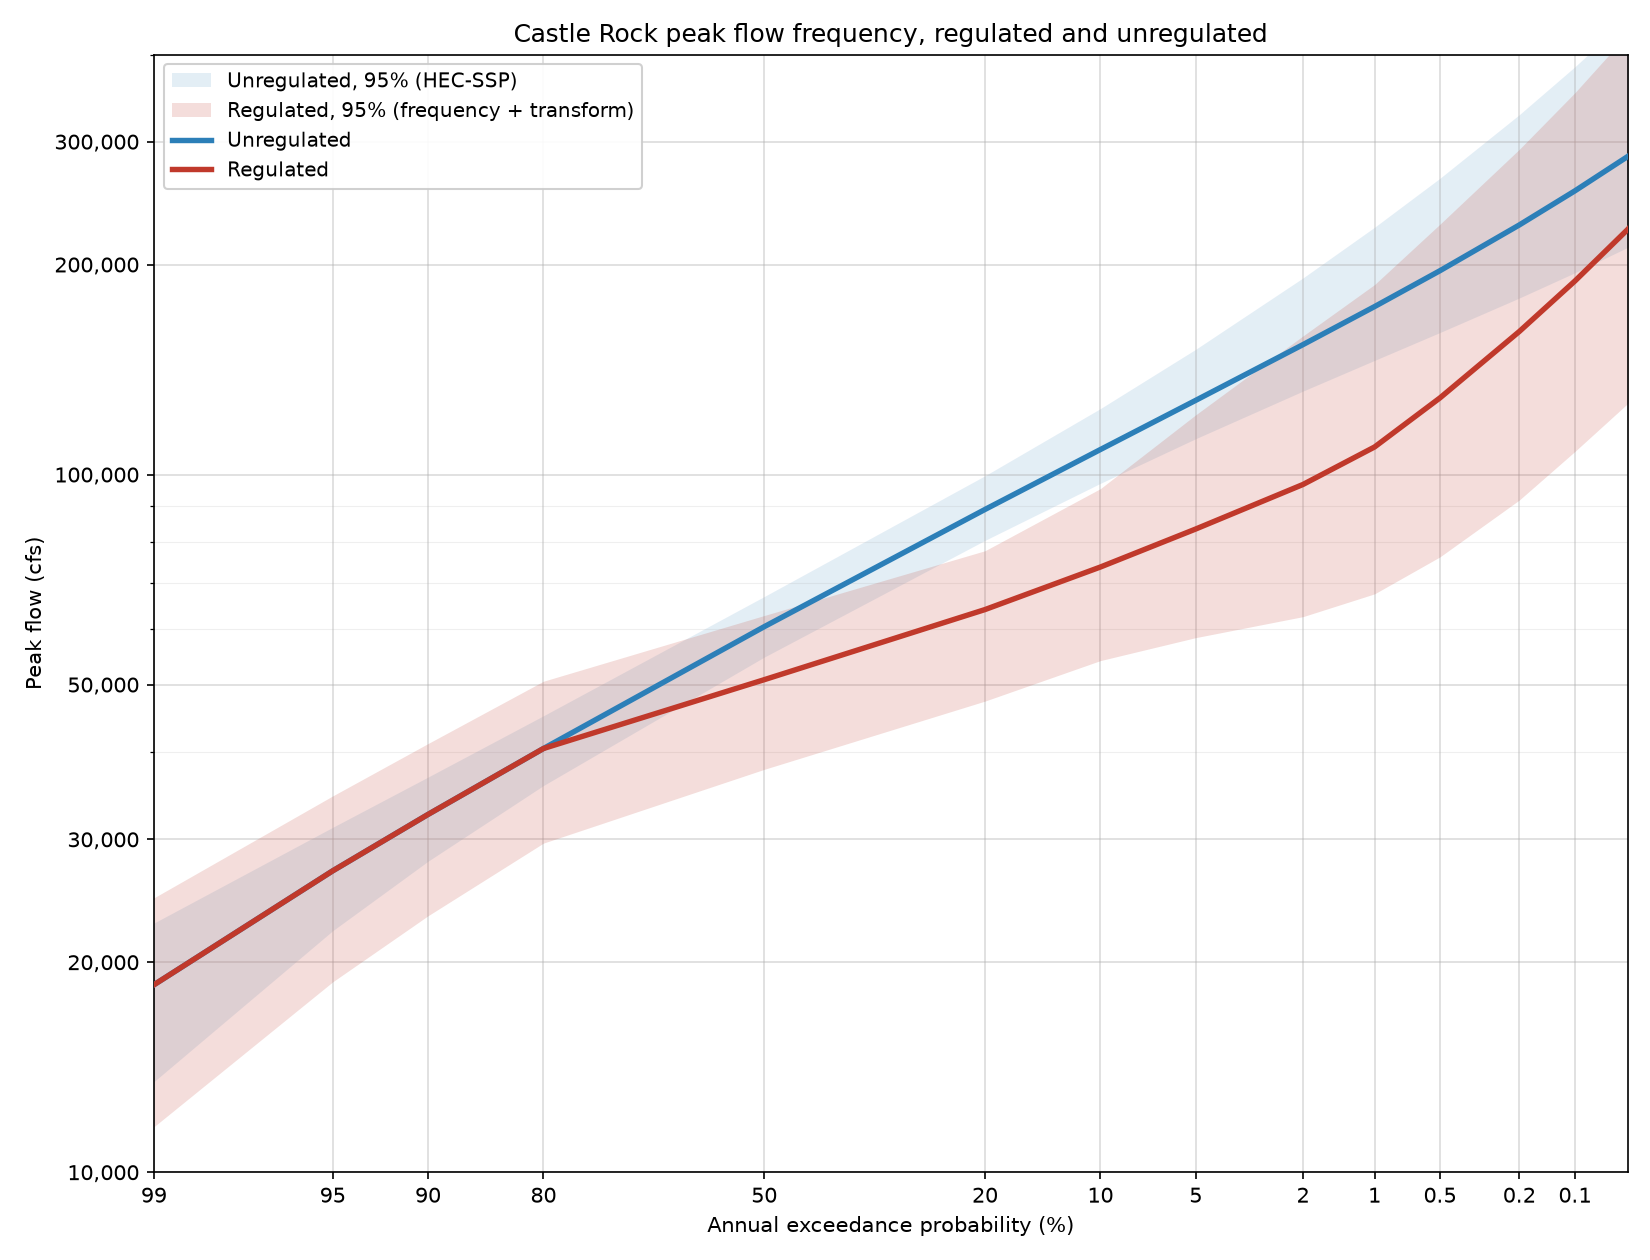 Castle Rock peak flow frequency, regulated and unregulated
Unregulated, 95% (HEC-SSP)
Regulated, 95% (frequency + transform)
Unregulated
Regulated
300,000
200,000
100,000
50,000
30,000
20,000
10,000
Peak flow (cfs)
99 95 90 80 50 20 10 5 2 1 0.5 0.2 0.1
Annual exceedance probability (%)